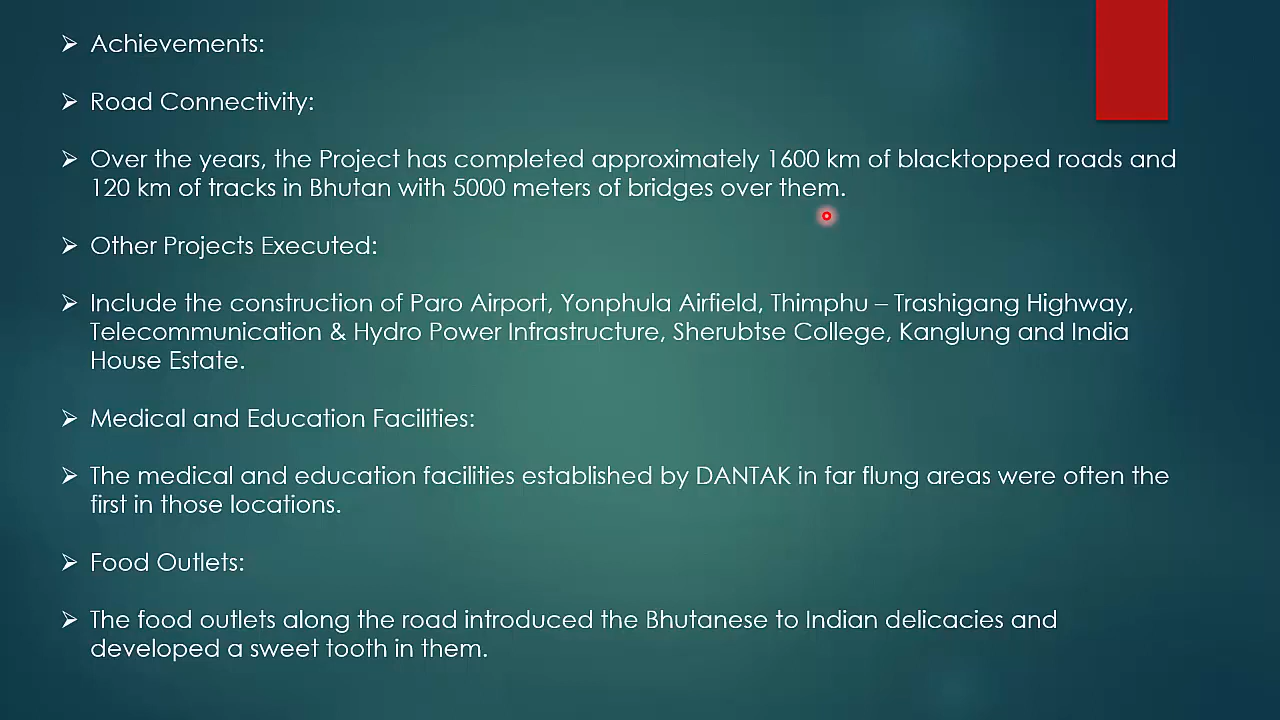 Achievements:
Road Connectivity:
Over the years, the Project has completed approximately 1600 km of blacktopped roads and
120 km of tracks in Bhutan with 5000 meters of bridges over them.
Other Projects Executed:
Include the construction of Paro Airport, Yonphula Airfield, Thimphu – Trashigang Highway,
Telecommunication & Hydro Power Infrastructure, Sherubtse College, Kanglung and India
House Estate.
Medical and Education Facilities:
The medical and education facilities established by DANTAK in far flung areas were often the
first in those locations.
Food Outlets:
The food outlets along the road introduced the Bhutanese to Indian delicacies and
developed a sweet tooth in them.